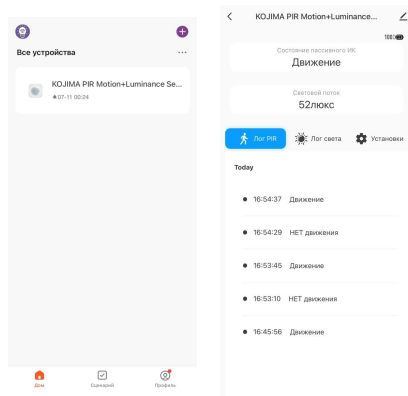 Все устройства
KOJIMA PIR Motion+Luminance Se...
07-11 00:24
Дом
Сценарий
Профиль
KOJIMA PIR Motion+Luminance...
100%
Состояние пассивного ИК
Движение
Световой поток
52люкс
Лог PIR
Лог света
Установки
Today
16:54:37 Движение
16:54:29 НЕТ движения
16:53:45 Движение
16:53:10 НЕТ движения
16:45:56 Движение